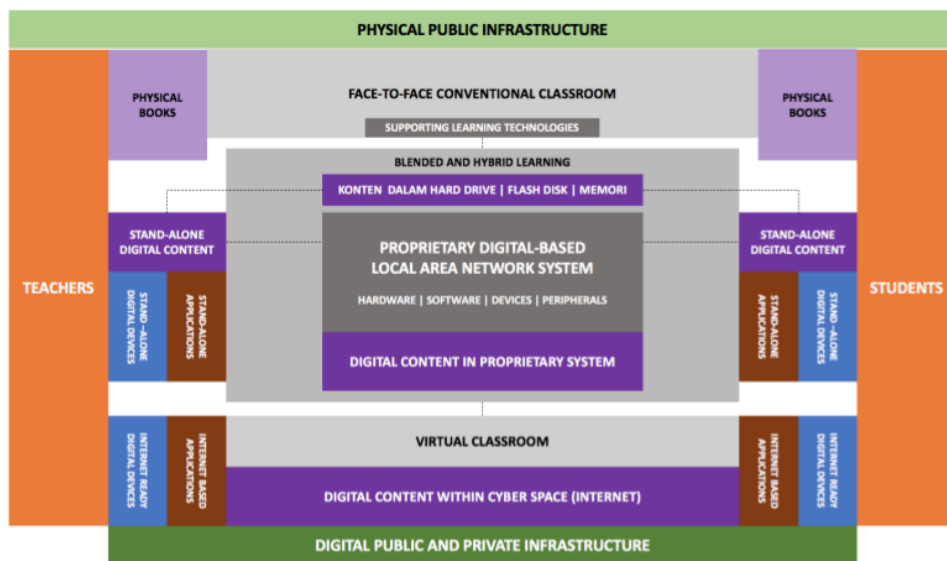 PHYSICAL PUBLIC INFRASTRUCTURE
PHYSICAL
BOOKS
FACE-TO-FACE CONVENTIONAL CLASSROOM
SUPPORTING LEARNING TECHNOLOGIES
PHYSICAL
BOOKS
BLENDED AND HYBRID LEARNING
KONTEN DALAM HARD DRIVE | FLASH DISK | MEMORI
STAND-ALONE
DIGITAL CONTENT
PROPRIETARY DIGITAL-BASED
LOCAL AREA NETWORK SYSTEM
HARDWARE | SOFTWARE | DEVICES | PERIPHERALS
STAND-ALONE
DIGITAL CONTENT
TEACHERS
STAND–ALONE
DIGITAL DEVICES
STAND-ALONE
APPLICATIONS
DIGITAL CONTENT IN PROPRIETARY SYSTEM
STAND-ALONE
APPLICATIONS
STAND–ALONE
DIGITAL DEVICES
STUDENTS
INTERNET READY
DIGITAL DEVICES
INTERNET BASED
APPLICATIONS
VIRTUAL CLASSROOM
DIGITAL CONTENT WITHIN CYBER SPACE (INTERNET)
INTERNET BASED
APPLICATIONS
INTERNET READY
DIGITAL DEVICES
DIGITAL PUBLIC AND PRIVATE INFRASTRUCTURE